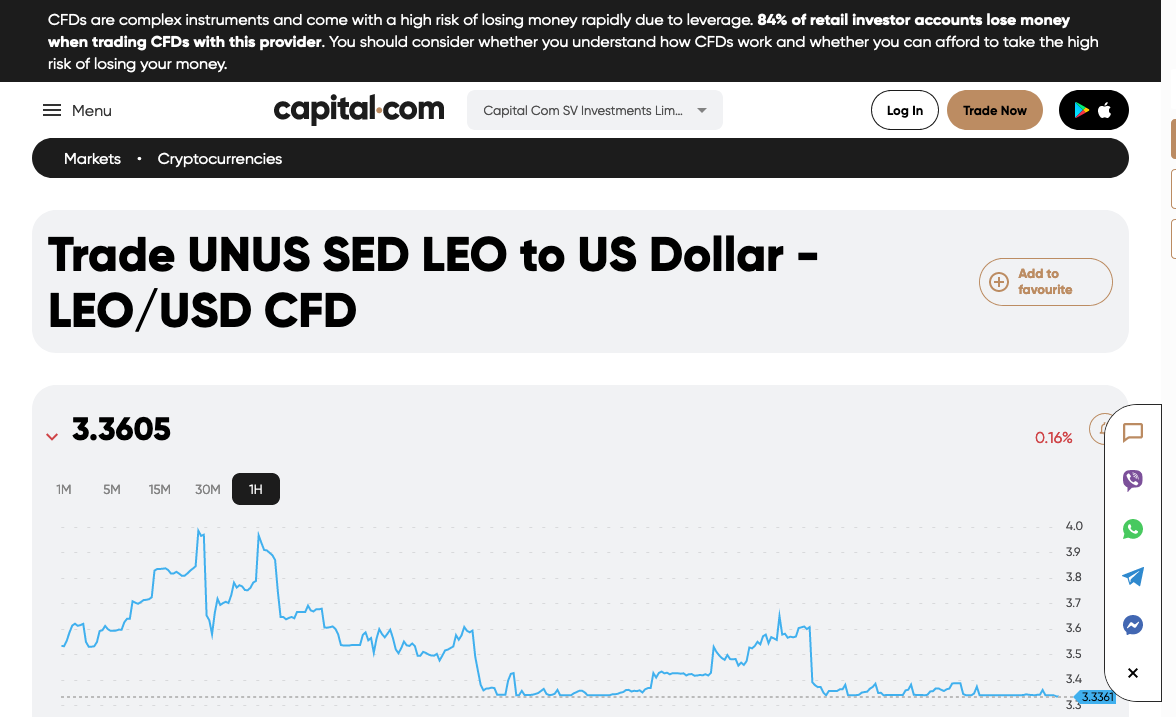 CFDs are complex instruments and come with a high risk of losing money rapidly due to leverage. 84% of retail investor accounts lose money
when trading CFDs with this provider. You should consider whether you understand how CFDs work and whether you can afford to take the high
risk of losing your money.
Menu
capital.com
Capital Com SV Investments Lim...
Log In
Trade Now
Markets • Cryptocurrencies
Trade UNUS SED LEO to US Dollar -
LEO/USD CFD
Add to
favourite
3.3605
0.16%
1M
5M
15M
30M
1H
4.0
3.9
3.8
3.7
3.6
3.5
3.4
3.3361
3.3